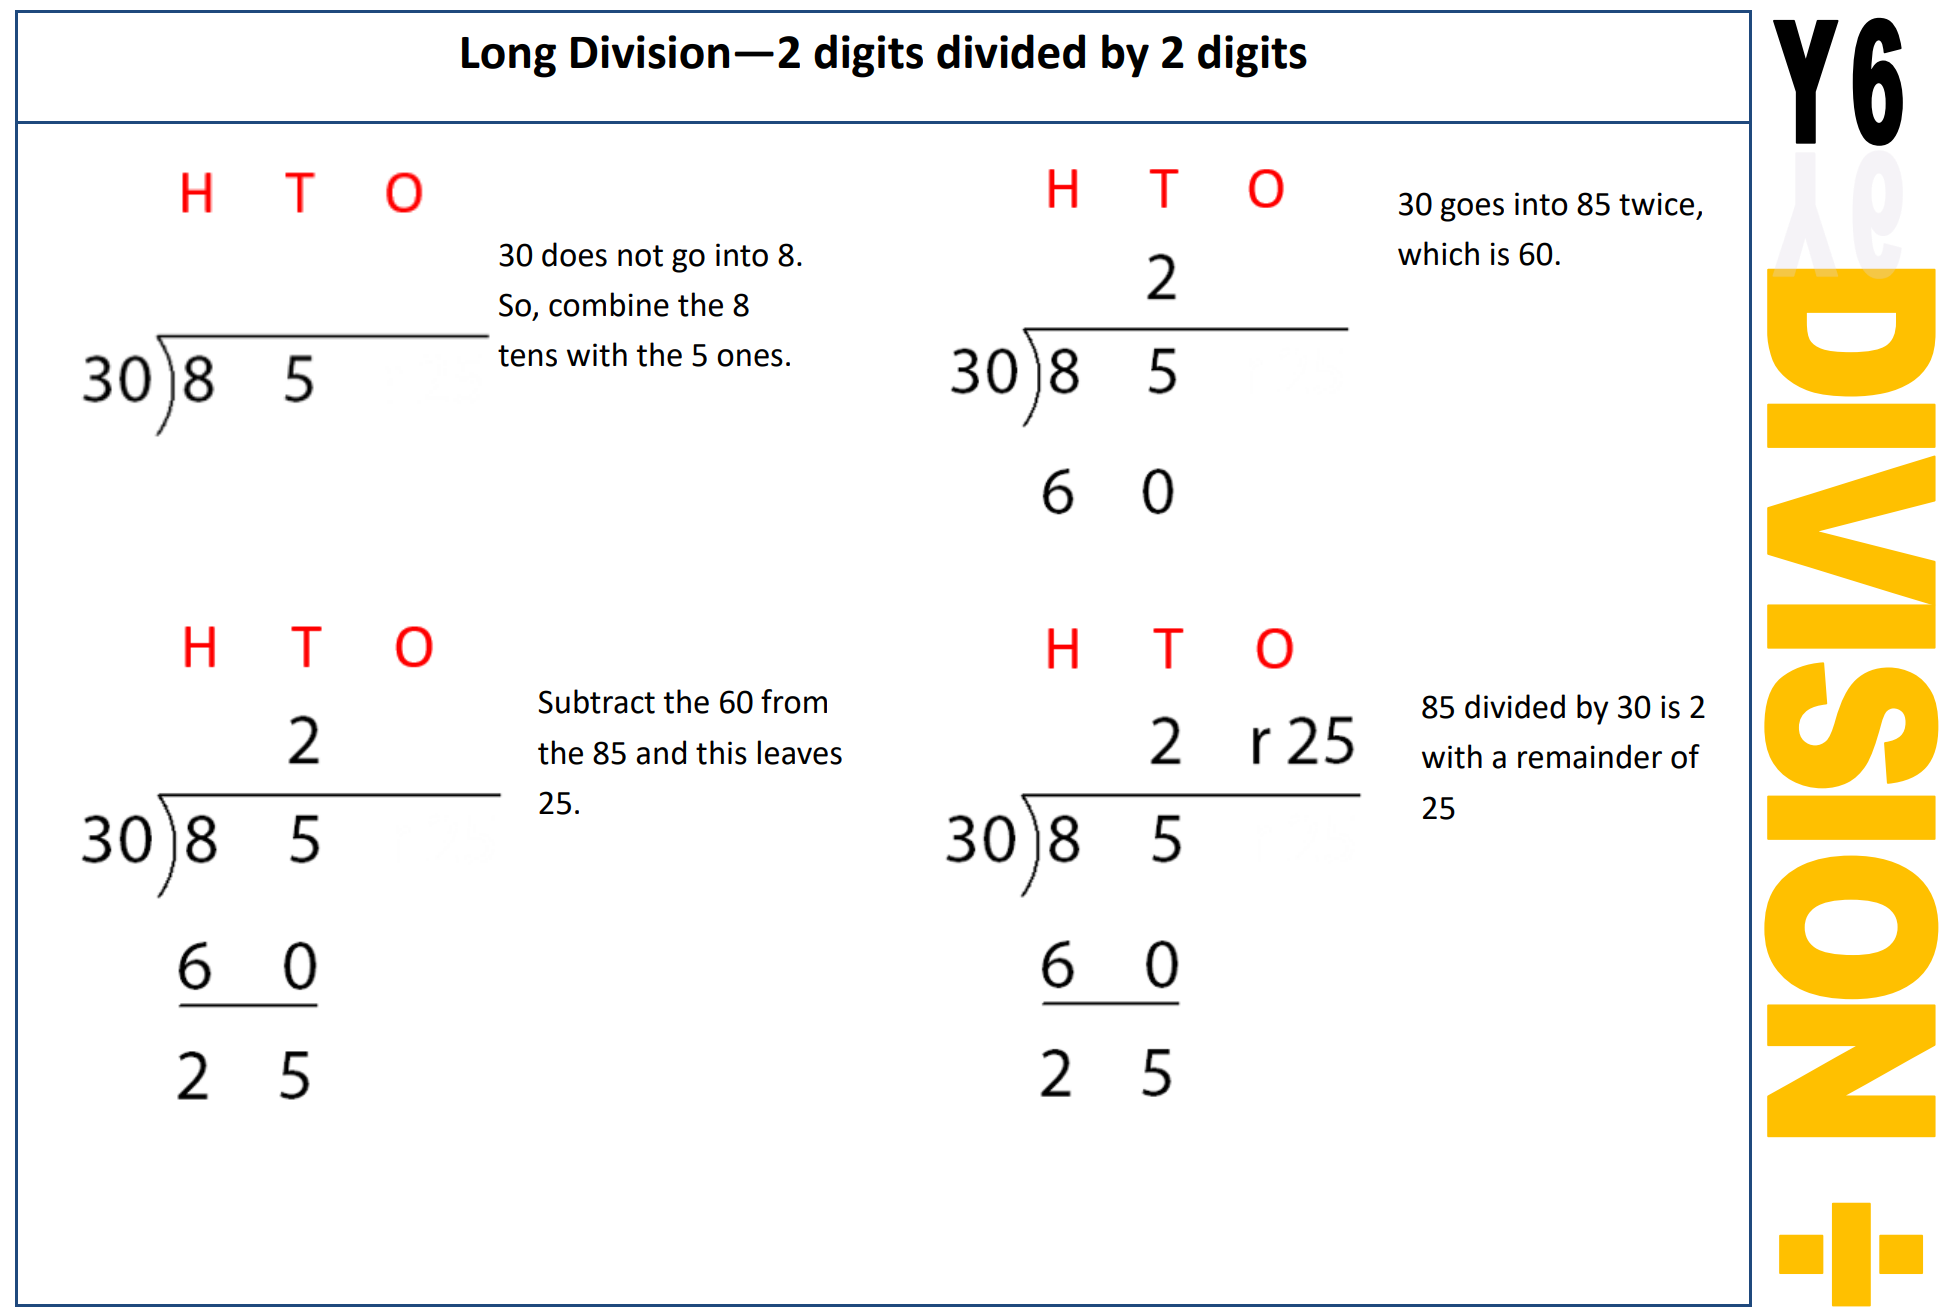 Long Division—2 digits divided by 2 digits
H T O
30 does not go into 8.
So, combine the 8
tens with the 5 ones.
30)8 5
H T O
30 goes into 85 twice,
which is 60.
2
30)8 5
6 0
H T O
2
Subtract the 60 from
the 85 and this leaves
25.
30)8 5
6 0
2 5
H T O
2 r 25
85 divided by 30 is 2
with a remainder of
25
30)8 5
6 0
2 5
Y6
DIVISION ÷